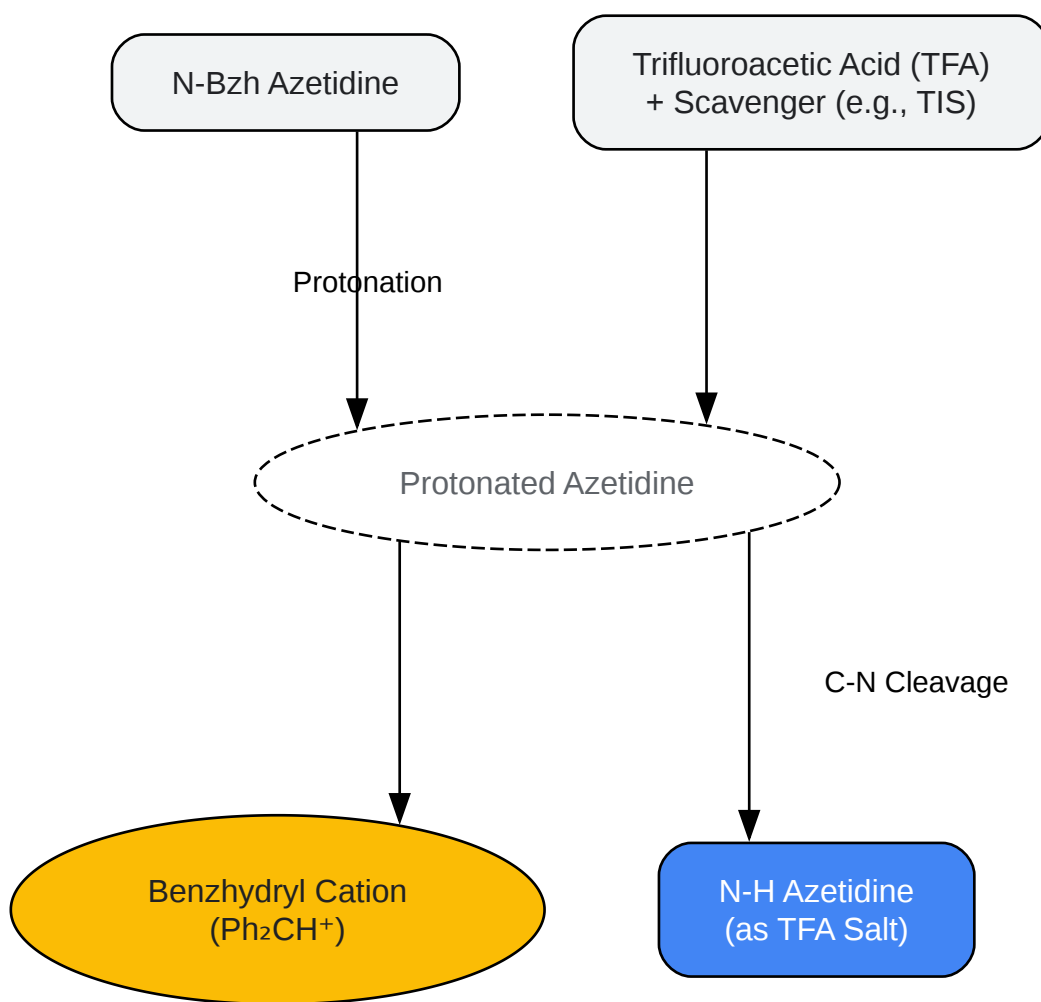 N-Bzh Azetidine
Trifluoroacetic Acid (TFA)
+ Scavenger (e.g., TIS)
Protonation
Protonated Azetidine
C-N Cleavage
Benzhydryl Cation
(Ph₂CH⁺)
N-H Azetidine
(as TFA Salt)